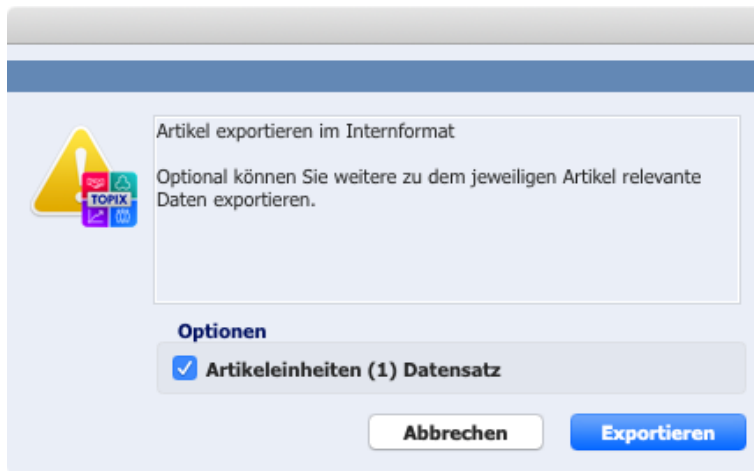 Artikel exportieren im Internformat
Optional können Sie weitere zu dem jeweiligen Artikel relevante
Daten exportieren.
TOPIX
Optionen
Artikeleinheiten (1) Datensatz
Abbrechen
Exportieren